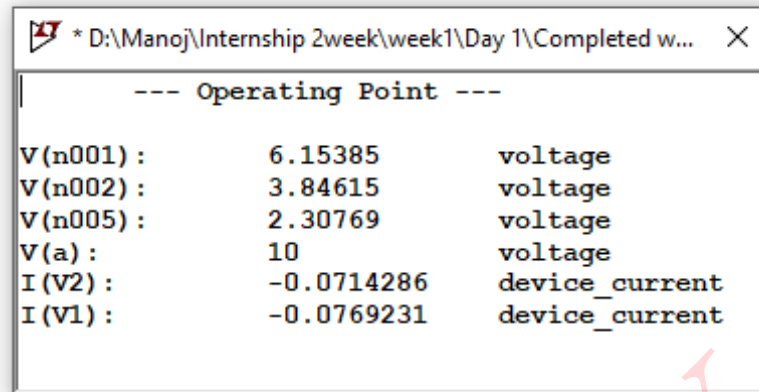 * D:\Manoj\Internship 2week\week1\Day 1\Completed w...
--- Operating Point ---
V(n001): 6.15385 voltage
V(n002): 3.84615 voltage
V(n005): 2.30769 voltage
V(a): 10 voltage
I(V2): -0.0714286 device_current
I(V1): -0.0769231 device_current